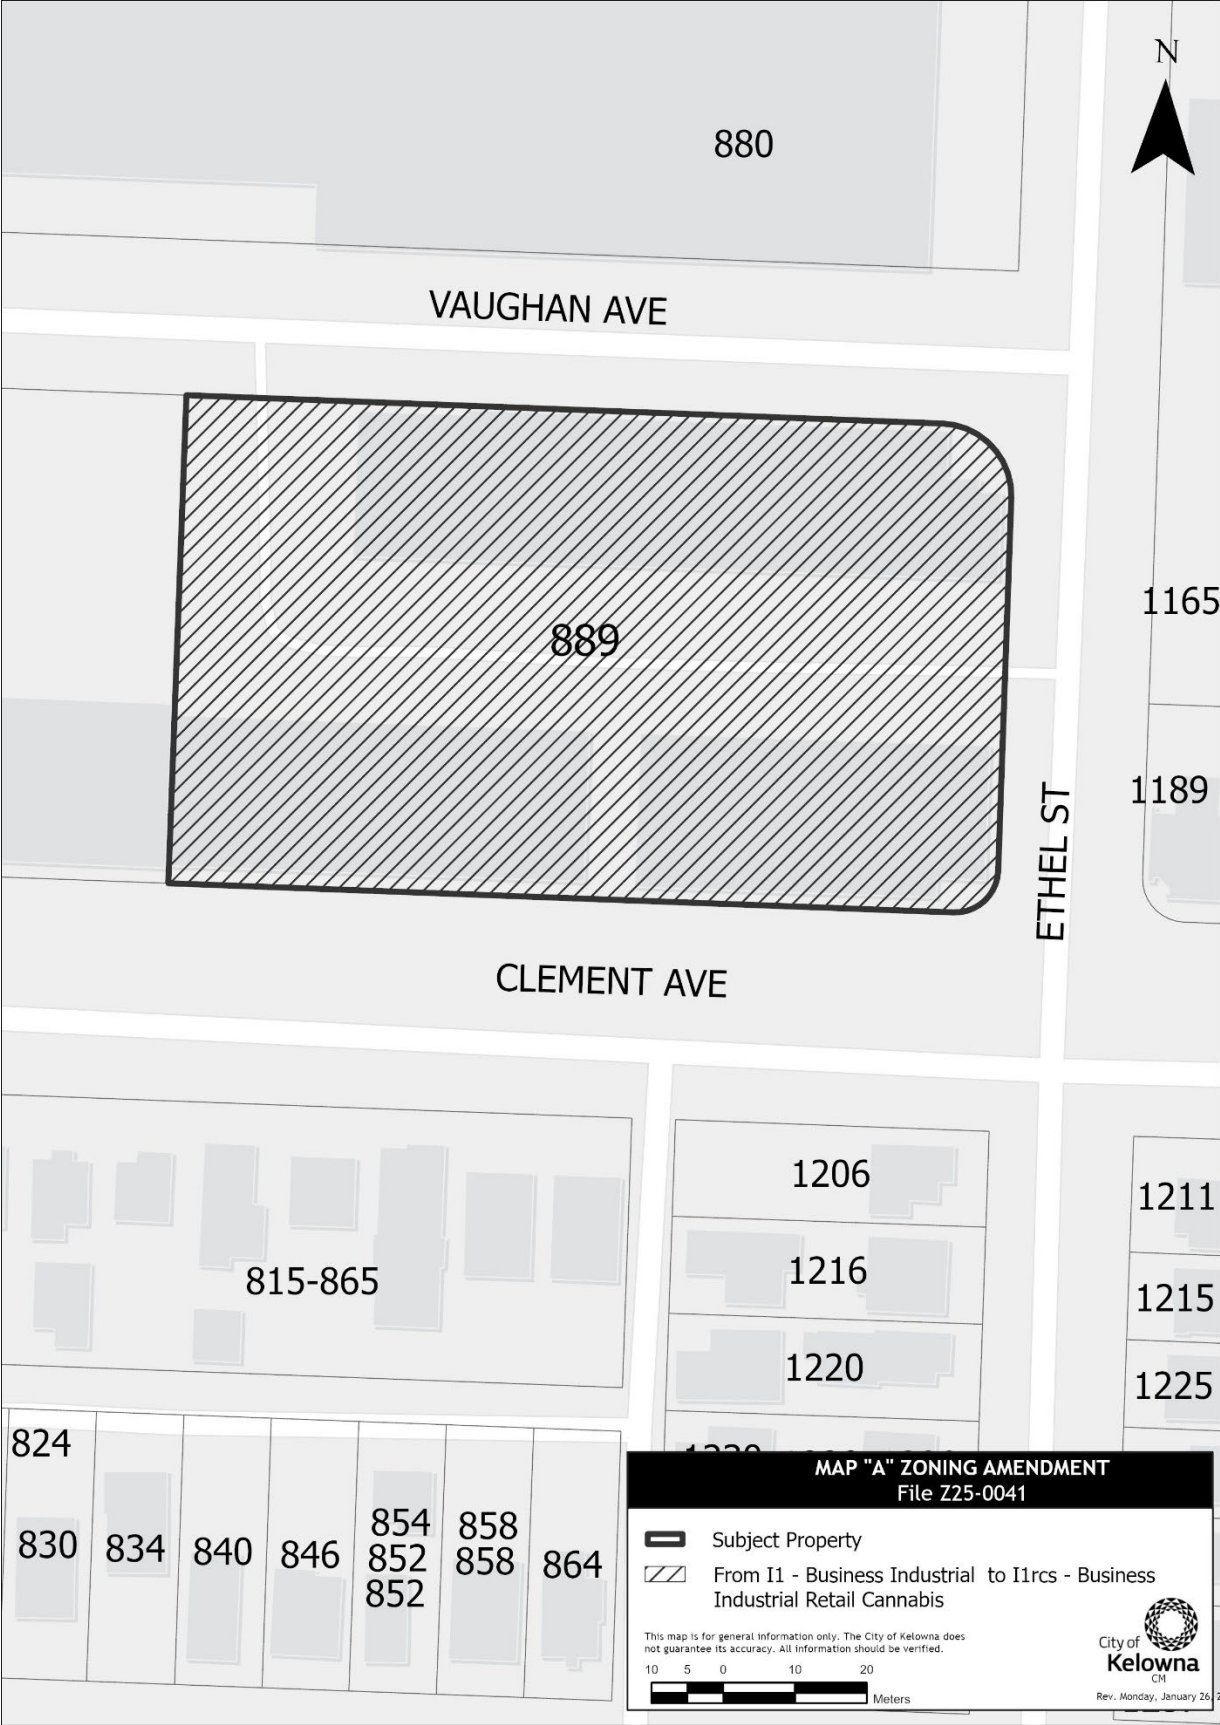 N
880
VAUGHAN AVE
1165
889
1189
ETHEL ST
CLEMENT AVE
1206
1211
1216
815-865
1215
1220
1225
824
MAP "A" ZONING AMENDMENT
File Z25-0041
830
834
840
846
854
852
852
858
858
864
Subject Property
From I1 - Business Industrial to I1rcs - Business
Industrial Retail Cannabis
This map is for general information only. The City of Kelowna does
not guarantee its accuracy. All information should be verified.
10 5 0 10 20
Meters
City of
Kelowna
CM
Rev. Monday, January 26,